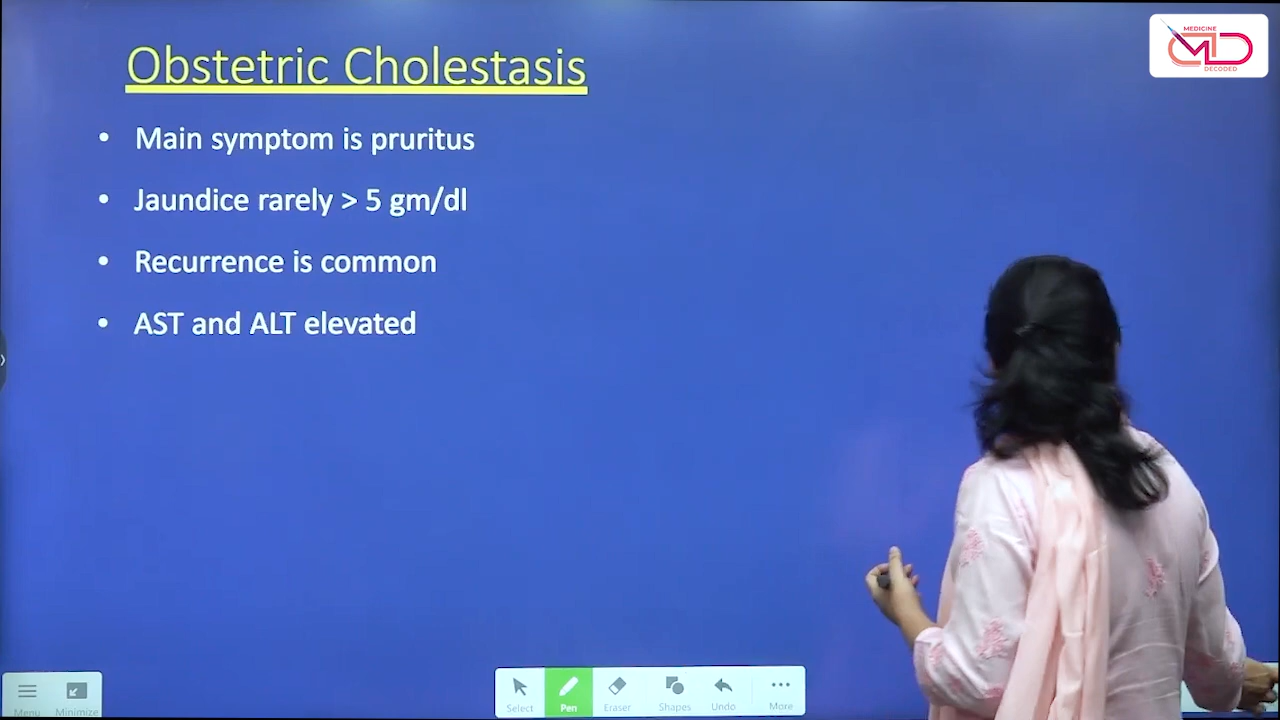 MEDICINE
MD
DECODED
Obstetric Cholestasis
• Main symptom is pruritus
• Jaundice rarely > 5 gm/dl
• Recurrence is common
• AST and ALT elevated
Menu
Minimize
Select
Pen
Eraser
Shapes
Undo
More